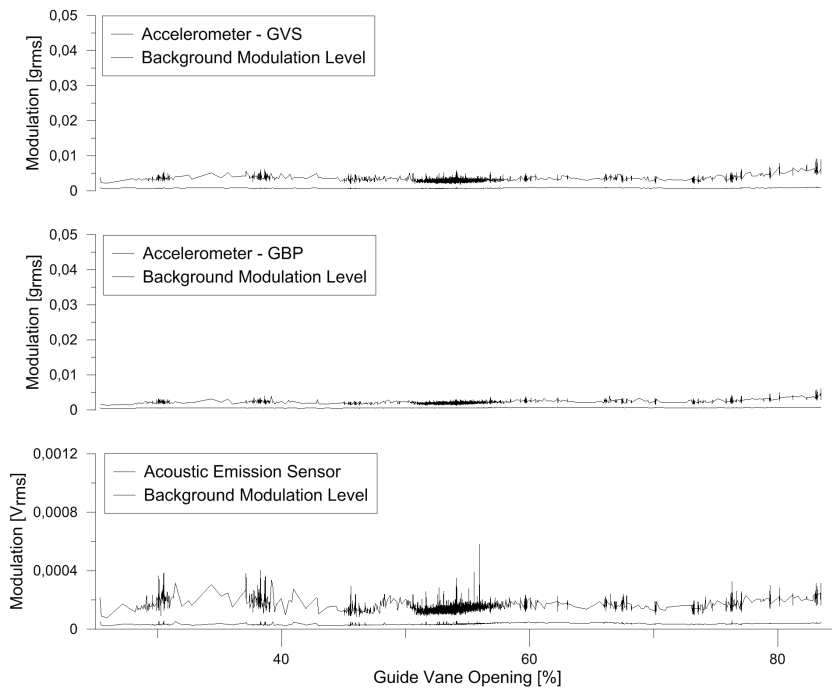 0,05
Accelerometer - GVS
0,04
Background Modulation Level
0,03
0,02
0,01
0
Modulation [grms]
0,05
Accelerometer - GBP
0,04
Background Modulation Level
0,03
0,02
0,01
0
Modulation [grms]
0,0012
Acoustic Emission Sensor
Background Modulation Level
0,0008
0,0004
0
Modulation [Vrms]
40 60 80
Guide Vane Opening [%]